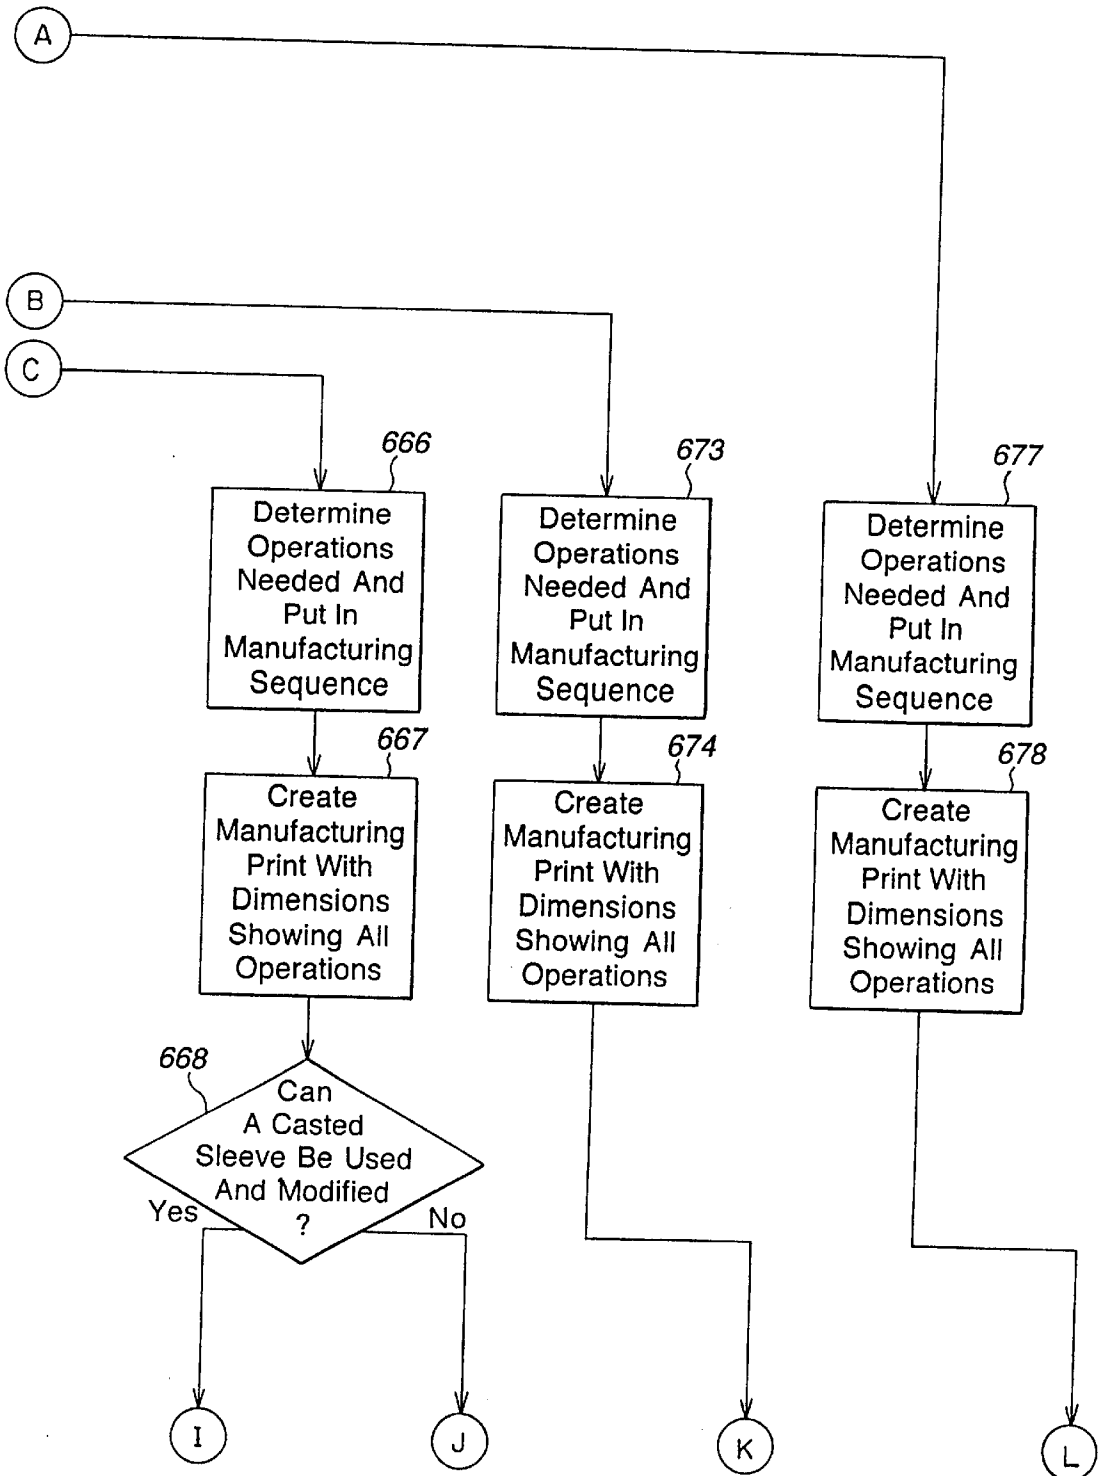 A
B
C
666
Determine
Operations
Needed And
Put In
Manufacturing
Sequence
673
Determine
Operations
Needed And
Put In
Manufacturing
Sequence
677
Determine
Operations
Needed And
Put In
Manufacturing
Sequence
667
Create
Manufacturing
Print With
Dimensions
Showing All
Operations
674
Create
Manufacturing
Print With
Dimensions
Showing All
Operations
678
Create
Manufacturing
Print With
Dimensions
Showing All
Operations
668
Can
A Casted
Sleeve Be Used
And Modified
?
Yes
No
I
J
K
L